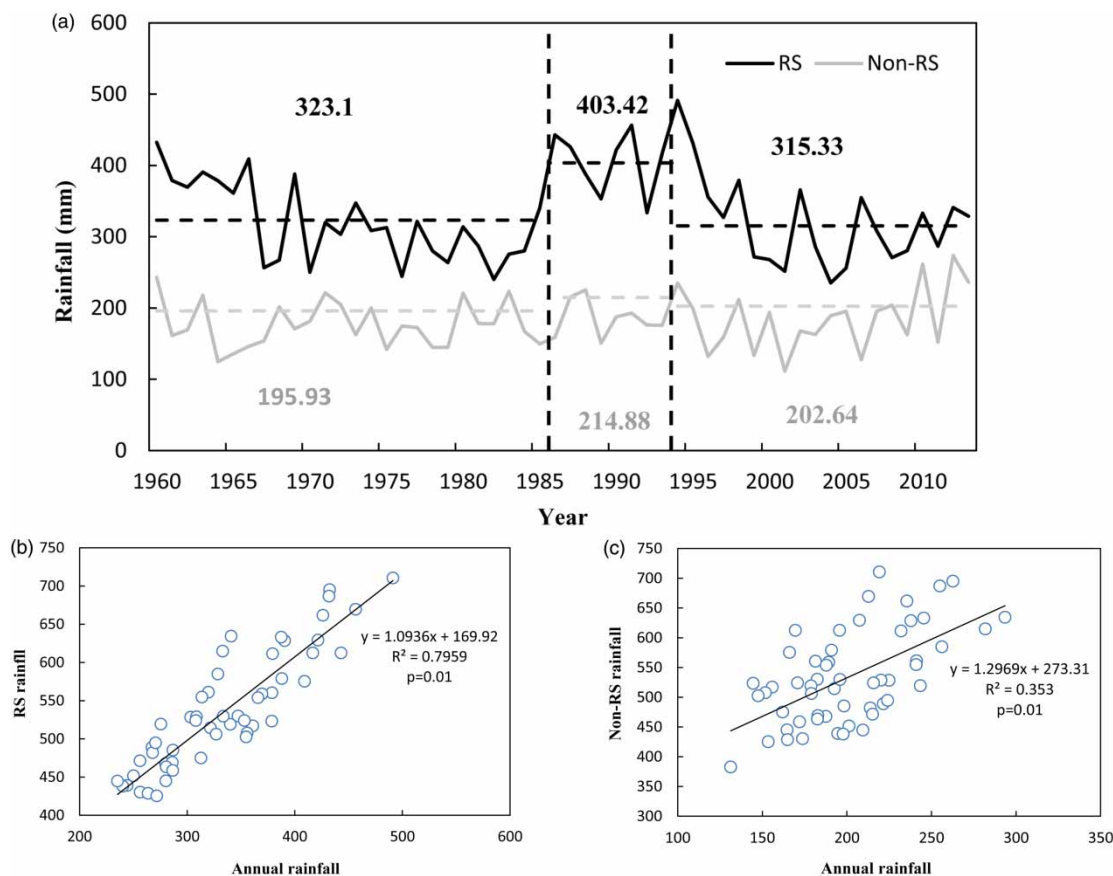 (a)
600
500
400
300
200
100
0
Rainfall (mm)
RS Non-RS
323.1
403.42
315.33
195.93
214.88
202.64
1960 1965 1970 1975 1980 1985 1990 1995 2000 2005 2010
Year
(b)
750
700
650
600
550
500
450
400
RS rainfll
y = 1.0936x + 169.92
R² = 0.7959
p=0.01
200 300 400 500 600
Annual rainfall
(c)
750
700
650
600
550
500
450
400
350
300
Non-RS rainfall
y = 1.2969x + 273.31
R² = 0.353
p=0.01
100 150 200 250 300 350
Annual rainfall